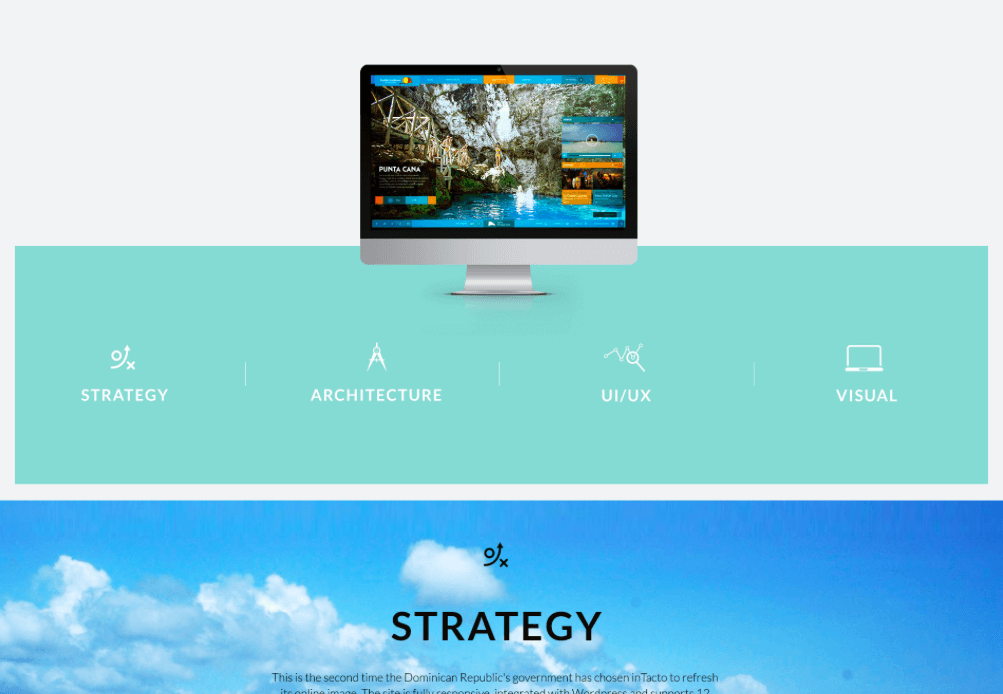 PUNTA CANA
STRATEGY
ARCHITECTURE
UI/UX
VISUAL
STRATEGY
This is the second time the Dominican Republic's government has chosen inTacto to refresh
its online image. The site is fully responsive, integrated with Wordpress and supports 12